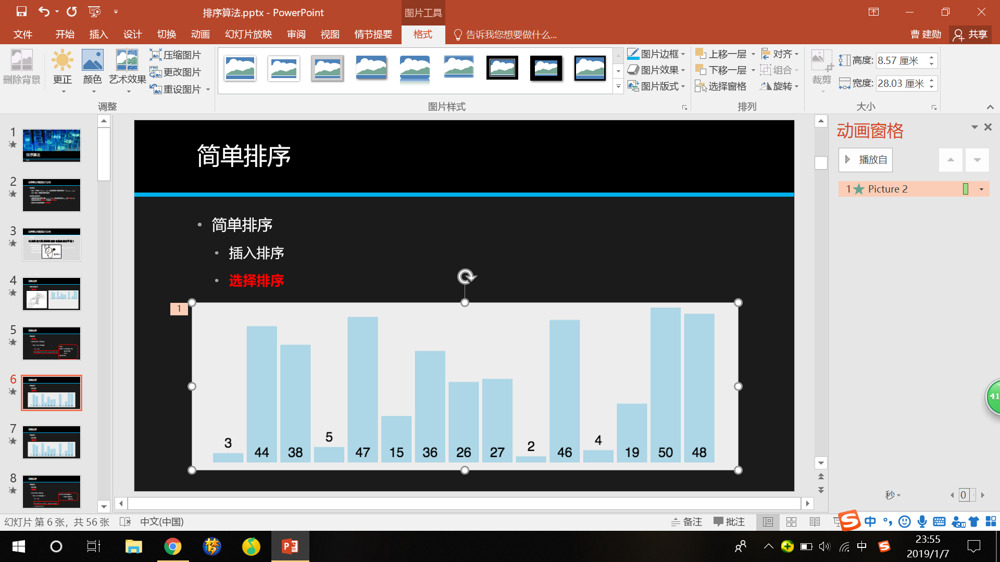 排序算法.pptx - PowerPoint
图片工具
文件 开始 插入 设计 切换 动画 幻灯片放映 审阅 视图 情节提要 格式 告诉我您想要做什么... 曹 建勋 共享
删除背景
更正
颜色
艺术效果
压缩图片
更改图片
重设图片
调整
图片样式
图片边框
图片效果
图片版式
上移一层
下移一层
选择窗格
对齐
组合
旋转
排列
裁剪
高度: 8.57 厘米
宽度: 28.03 厘米
大小
1
排序算法
2
3
4
5
6
7
8
简单排序
简单排序
插入排序
选择排序
1
3 44 38 5 47 15 36 26 27 2 46 4 19 50 48
动画窗格
播放自
1 Picture 2
41
秒 0
幻灯片 第 6 张，共 56 张 中文(中国) 备注 批注
中
23:55
2019/1/7
中